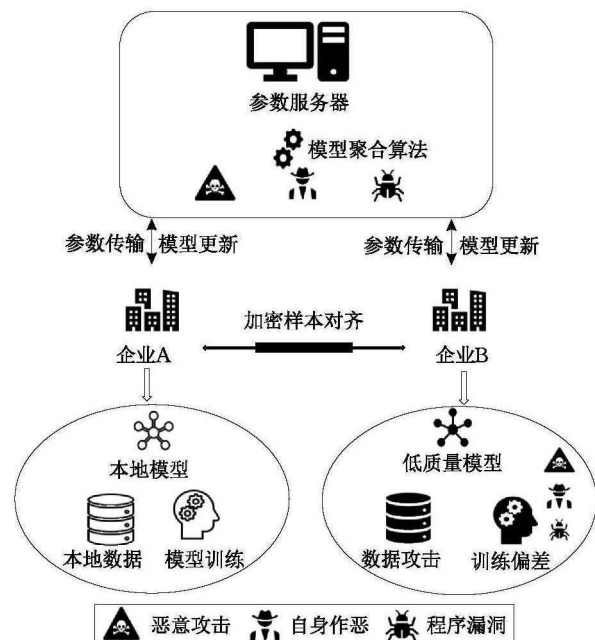 参数服务器
模型聚合算法
参数传输 模型更新 参数传输 模型更新
加密样本对齐
企业A 企业B
本地模型 低质量模型
本地数据 模型训练 数据攻击 训练偏差
恶意攻击 自身作恶 程序漏洞